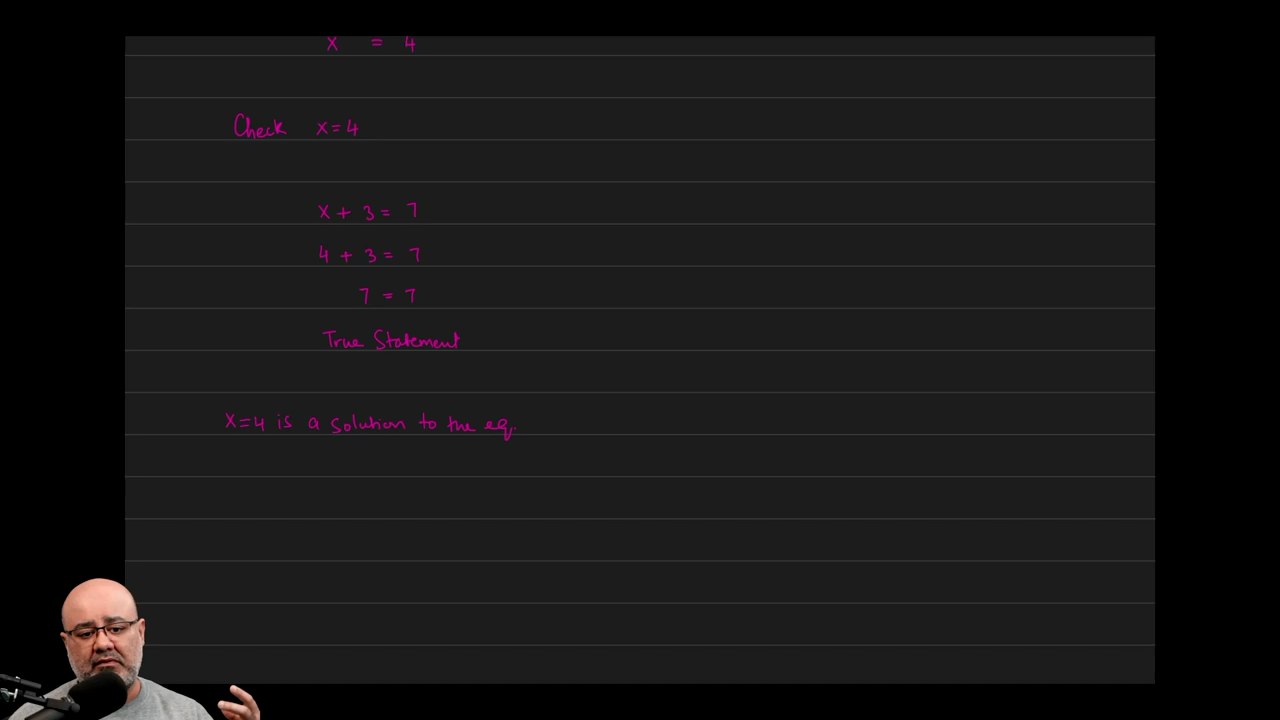 x = 4
Check x=4
x + 3 = 7
4 + 3 = 7
7 = 7
True Statement
x=4 is a solution to the eq.